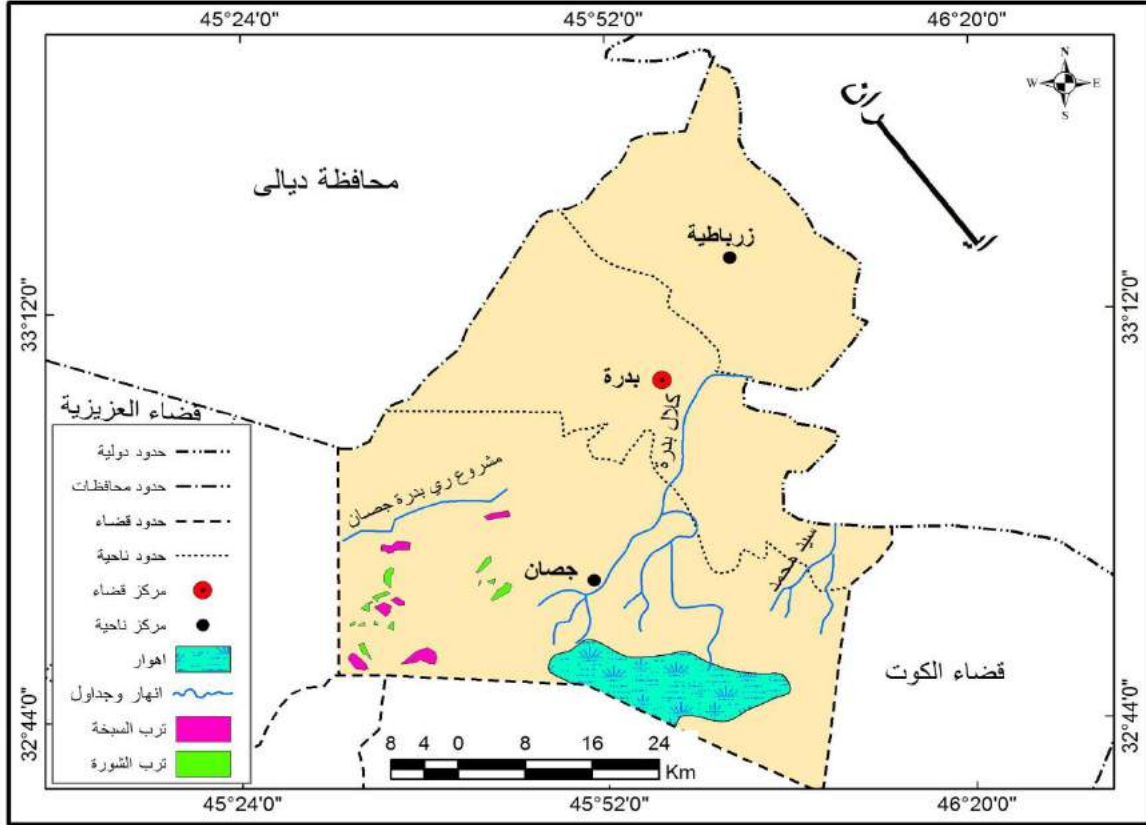 45°24'0"
45°52'0"
46°20'0"
N
W
E
S
محافظة ديالى
زرباطية
33°12'0"
33°12'0"
بدرة
كلال بدرة
قضاء العزيزية
مشروع ري بدرة جصان
سيد محمد
جصان
قضاء الكوت
حدود دولية
حدود محافظات
حدود قضاء
حدود ناحية
مركز قضاء
مركز ناحية
اهوار
انهار وجداول
ترب السبخة
ترب الشورة
32°44'0"
32°44'0"
8 4 0 8 16 24
Km
45°24'0"
45°52'0"
46°20'0"